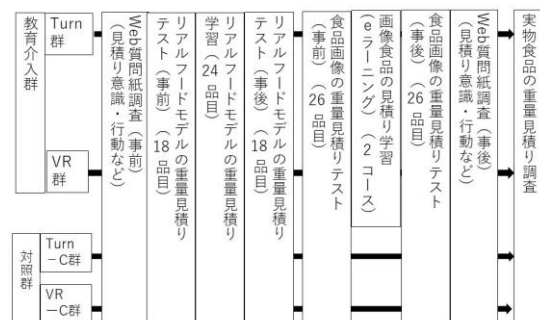 教育介入群
Turn
群
VR
群
対照群
Turn
－C群
VR
－C群
Web質問紙調査（事前）
（見積り意識・行動など）
リアルフードモデルの重量見積り
テスト（事前）（18品目）
リアルフードモデルの重量見積り
学習（24品目）
リアルフードモデルの重量見積り
テスト（事後）（18品目）
食品画像の重量見積りテスト
（事前）（26品目）
画像食品の見積り学習
（eラーニング）（2コース）
食品画像の重量見積りテスト
（事後）（26品目）
Web質問紙調査（事後）
（見積り意識・行動など）
実物食品の重量見積り調査